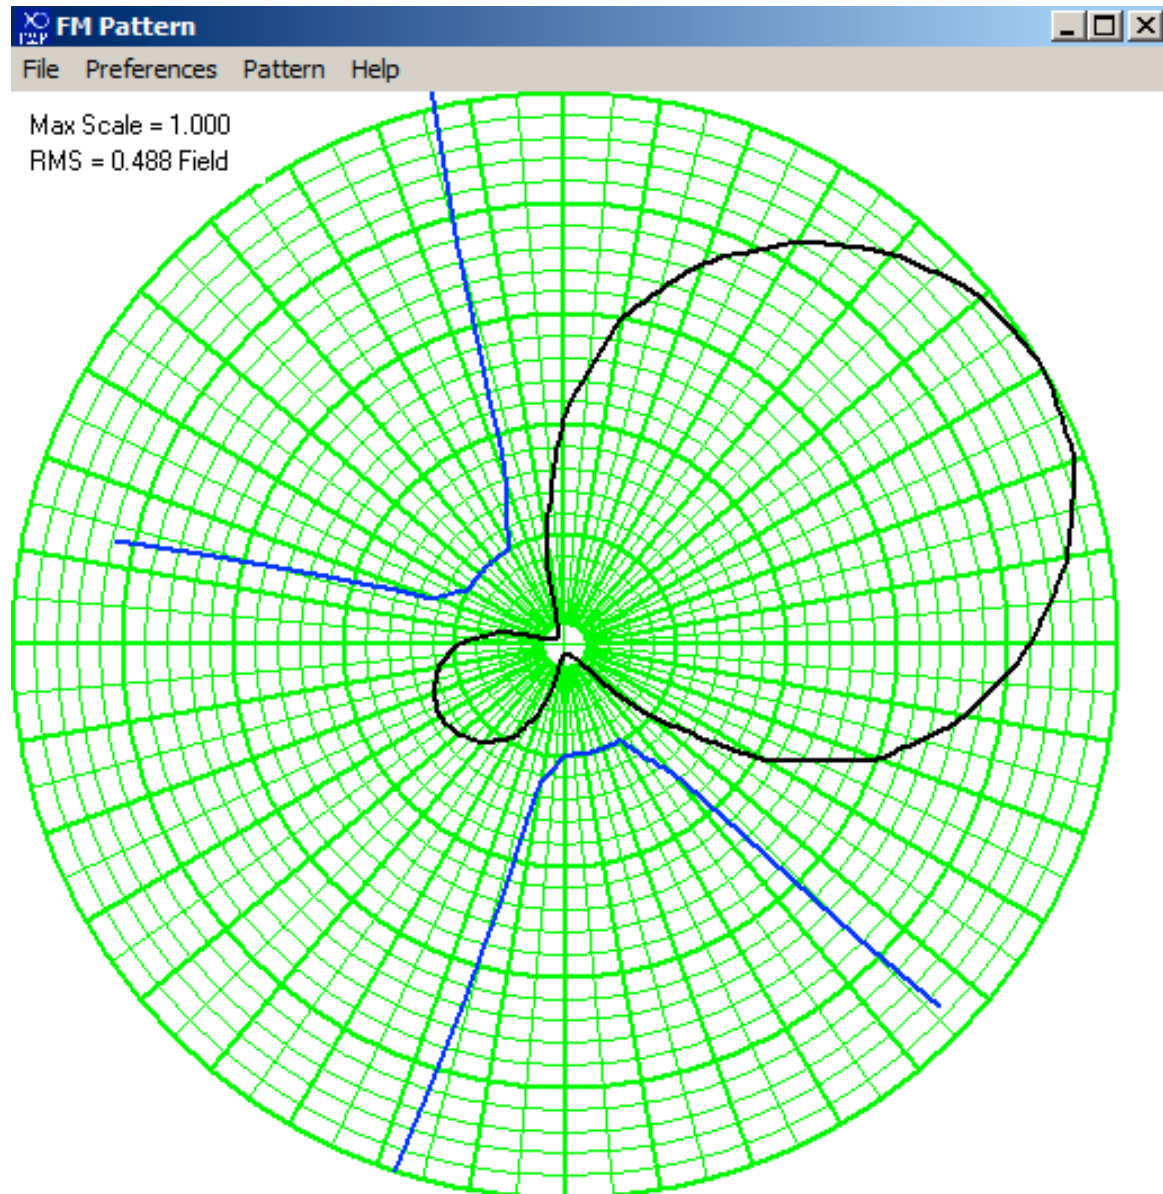 FM Pattern
File Preferences Pattern Help
Max Scale = 1.000
RMS = 0.488 Field